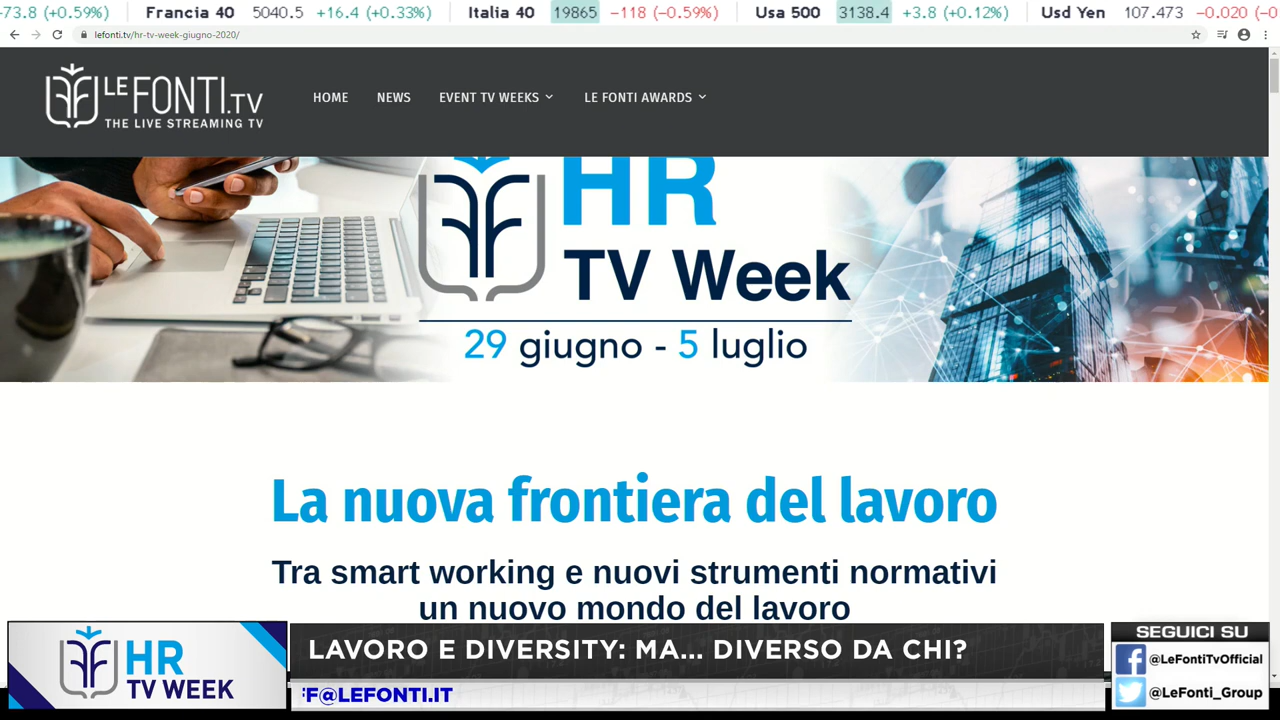 -73.8 (+0.59%) Francia 40 5040.5 +16.4 (+0.33%) Italia 40 19865 −118 (−0.59%) Usa 500 3138.4 +3.8 (+0.12%) Usd Yen 107.473 −0.020 (−0
lefonti.tv/hr-tv-week-giugno-2020/
LE FONTI.TV
THE LIVE STREAMING TV
HOME NEWS EVENT TV WEEKS LE FONTI AWARDS
HR
TV Week
29 giugno - 5 luglio
La nuova frontiera del lavoro
Tra smart working e nuovi strumenti normativi
un nuovo mondo del lavoro
HR
TV WEEK
LAVORO E DIVERSITY: MA... DIVERSO DA CHI?
FF@LEFONTI.IT
SEGUICI SU
@LeFontiTvOfficial
@LeFonti_Group